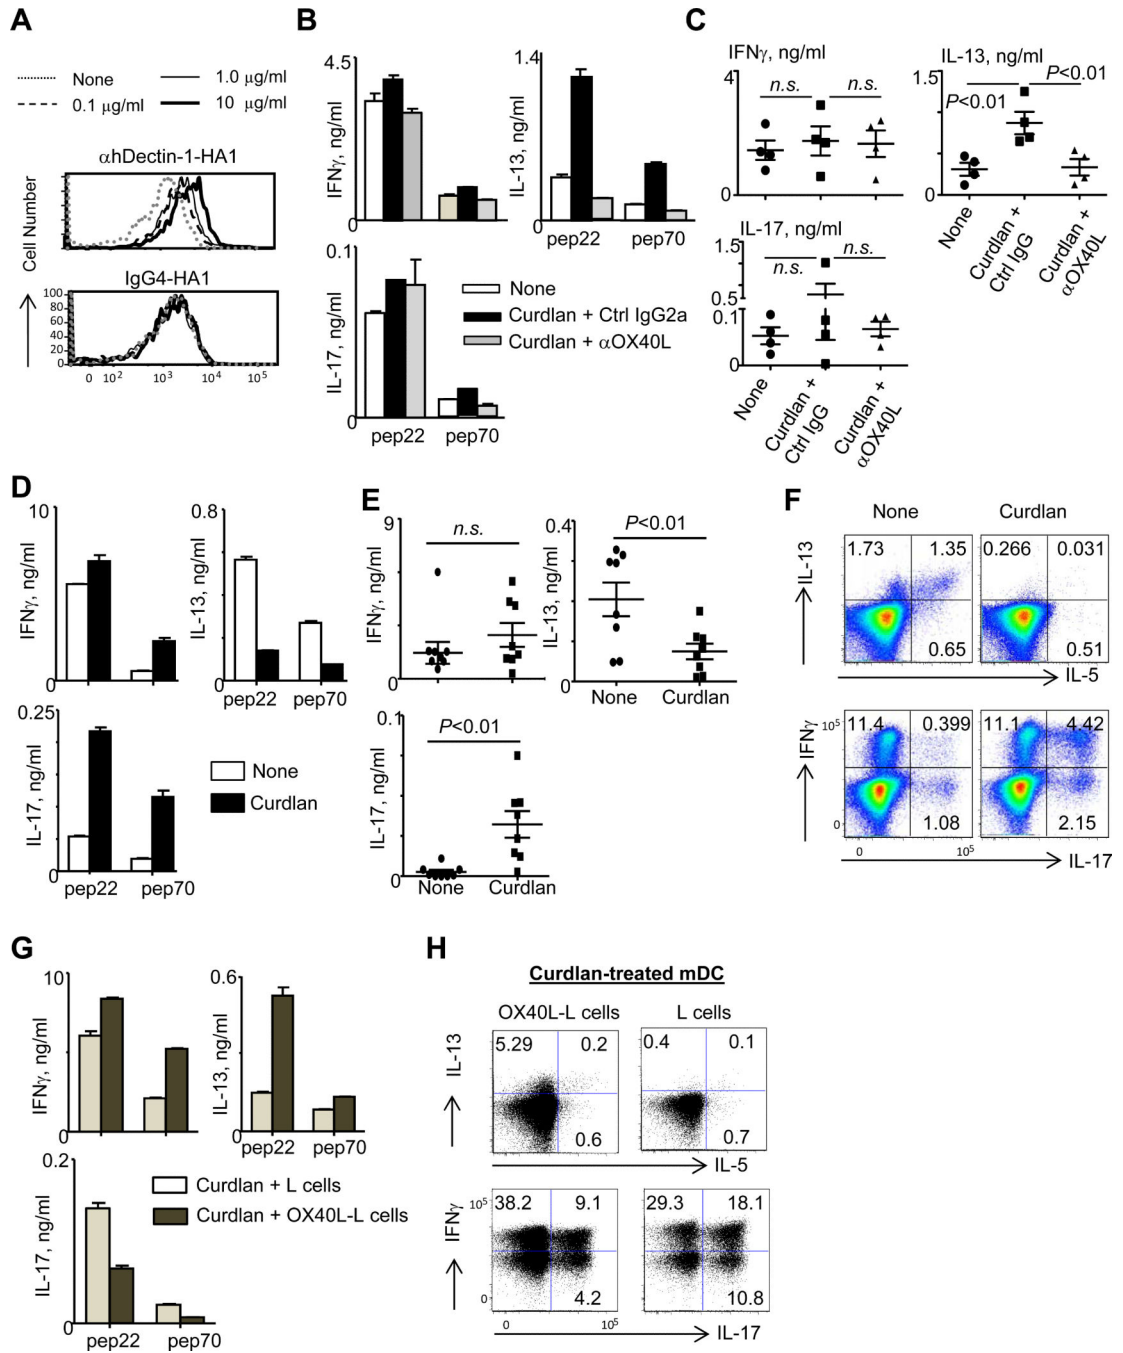 A
None
1.0 µg/ml
0.1 µg/ml
10 µg/ml
αhDectin-1-HA1
Cell Number
IgG4-HA1
100
80
60
40
20
0
0 10² 10³ 10⁴ 10⁵
B
4.5
IFNγ, ng/ml
0
1.4
IL-13, ng/ml
0
pep22 pep70
0.1
IL-17, ng/ml
0
pep22 pep70
None
Curdlan + Ctrl IgG2a
Curdlan + αOX40L
C
IFNγ, ng/ml
4
n.s. n.s.
0
IL-13, ng/ml
1.5
P<0.01
P<0.01
0
None
Curdlan +
Ctrl IgG
Curdlan +
αOX40L
IL-17, ng/ml
1.5
n.s.
n.s.
0.5
0.1
0
None
Curdlan +
Ctrl IgG
Curdlan +
αOX40L
D
10
IFNγ, ng/ml
0
0.8
IL-13, ng/ml
0
pep22 pep70
0.25
IL-17, ng/ml
0
pep22 pep70
None
Curdlan
E
9
n.s.
IFNγ, ng/ml
0
0.4
P<0.01
IL-13, ng/ml
0
None Curdlan
0.1
P<0.01
IL-17, ng/ml
0
None Curdlan
F
None Curdlan
IL-13
1.73 1.35 0.266 0.031
0.65 0.51
IL-5
IFNγ
10⁵
11.4 0.399 11.1 4.42
0
1.08 2.15
0 10⁵
IL-17
G
10
IFNγ, ng/ml
0
0.6
IL-13, ng/ml
0
pep22 pep70
0.2
IL-17, ng/ml
0
pep22 pep70
Curdlan + L cells
Curdlan + OX40L-L cells
H
Curdlan-treated mDC
OX40L-L cells L cells
IL-13
5.29 0.2 0.4 0.1
0.6 0.7
IL-5
IFNγ
10⁵
38.2 9.1 29.3 18.1
0
4.2 10.8
0 10⁵
IL-17